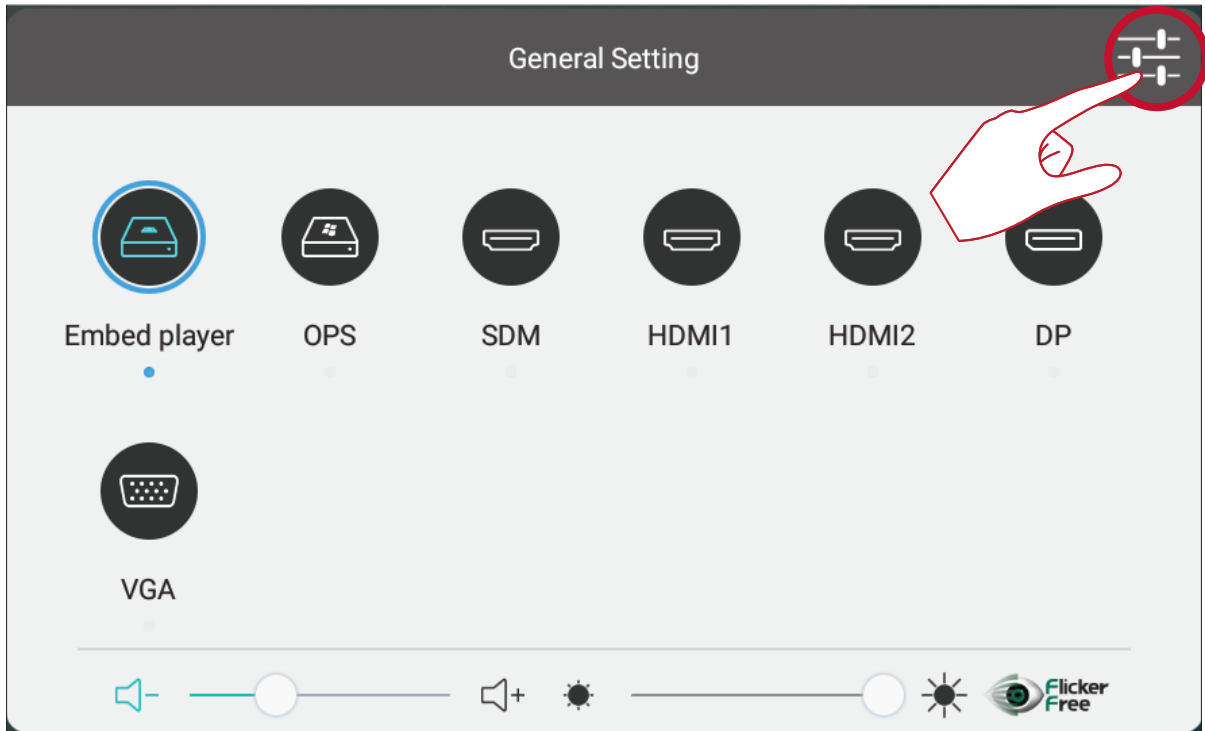 General Setting
Embed player
OPS
SDM
HDMI1
HDMI2
DP
VGA
Flicker
Free